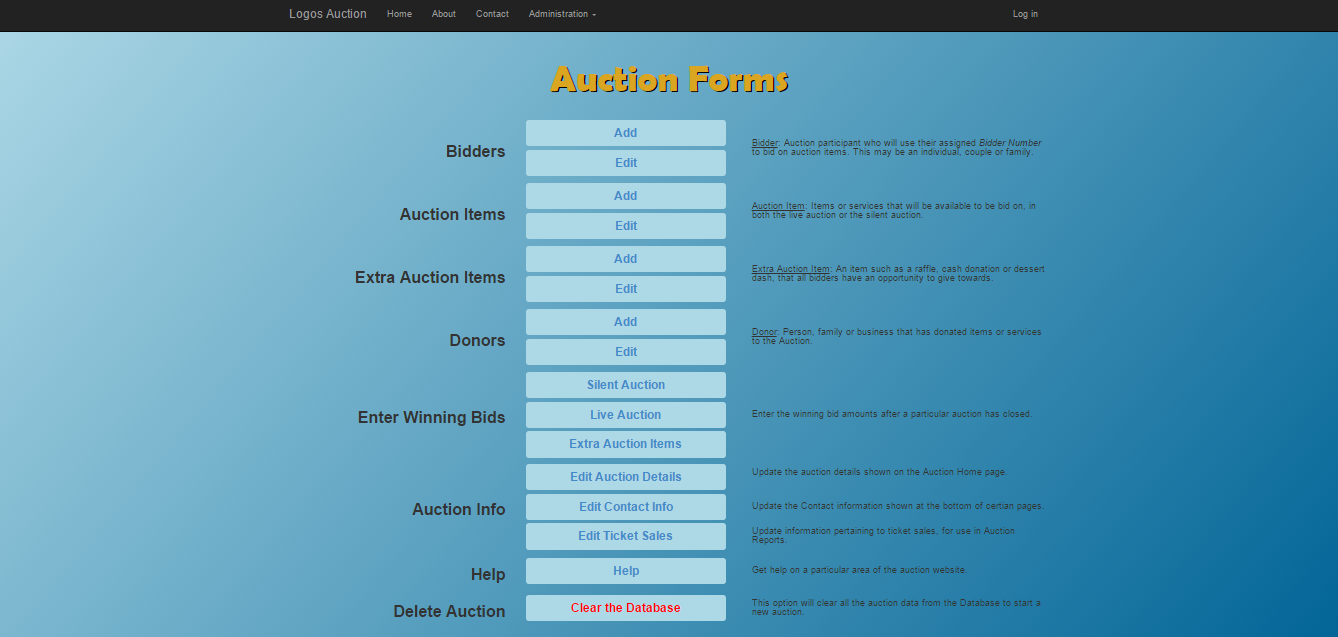 Logos Auction Home About Contact Administration Log in
Auction Forms
Bidders
Add
Edit
Bidder: Auction participant who will use their assigned Bidder Number
to bid on auction items. This may be an individual, couple or family.
Auction Items
Add
Edit
Auction Item: Items or services that will be available to be bid on, in
both the live auction or the silent auction.
Extra Auction Items
Add
Edit
Extra Auction Item: An item such as a raffle, cash donation or dessert
dash, that all bidders have an opportunity to give towards.
Donors
Add
Edit
Donor: Person, family or business that has donated items or services
to the Auction.
Enter Winning Bids
Silent Auction
Live Auction
Extra Auction Items
Enter the winning bid amounts after a particular auction has closed.
Auction Info
Edit Auction Details
Update the auction details shown on the Auction Home page.
Edit Contact Info
Update the Contact information shown at the bottom of certian pages.
Edit Ticket Sales
Update information pertaining to ticket sales, for use in Auction
Reports.
Help
Help
Get help on a particular area of the auction website.
Delete Auction
Clear the Database
This option will clear all the auction data from the Database to start a
new auction.